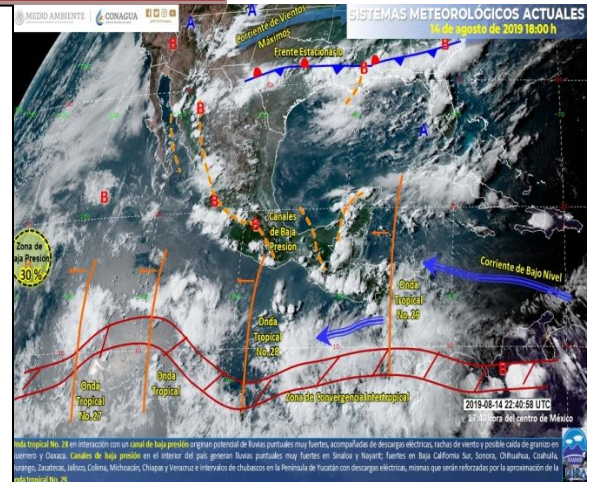 MEDIO AMBIENTE
CONAGUA
SISTEMAS METEOROLÓGICOS ACTUALES
14 de agosto de 2019 18:00 h
Corriente de Vientos
Máximos
A
B
Frente Estacionario
B
B
A
B
B
B
B
Canales
de Baja
Presión
Zona de
aja Presión
30 %
Corriente de Bajo Nivel
Onda
Tropical
No. 29
Onda
Tropical
No. 28
Onda
Tropical
Onda
Tropical
No. 27
Zona de Convergencia Intertropical
B
2019-08-14 22:40:58 UTC
17:40 hora del centro de México
nda tropical No. 28 en interacción con un canal de baja presión originan potencial de lluvias puntuales muy fuertes, acompañadas de descargas eléctricas, rachas de viento y posible caída de granizo en
uerrero y Oaxaca. Canales de baja presión en el interior del país generan lluvias puntuales muy fuertes en Sinaloa y Nayarit; fuertes en Baja California Sur, Sonora, Chihuahua, Coahuila,
urango, Zacatecas, Jalisco, Colima, Michoacán, Chiapas y Veracruz e intervalos de chubascos en la Península de Yucatán con descargas eléctricas, mismas que serán reforzadas por la aproximación de la
nda tropical No. 29.